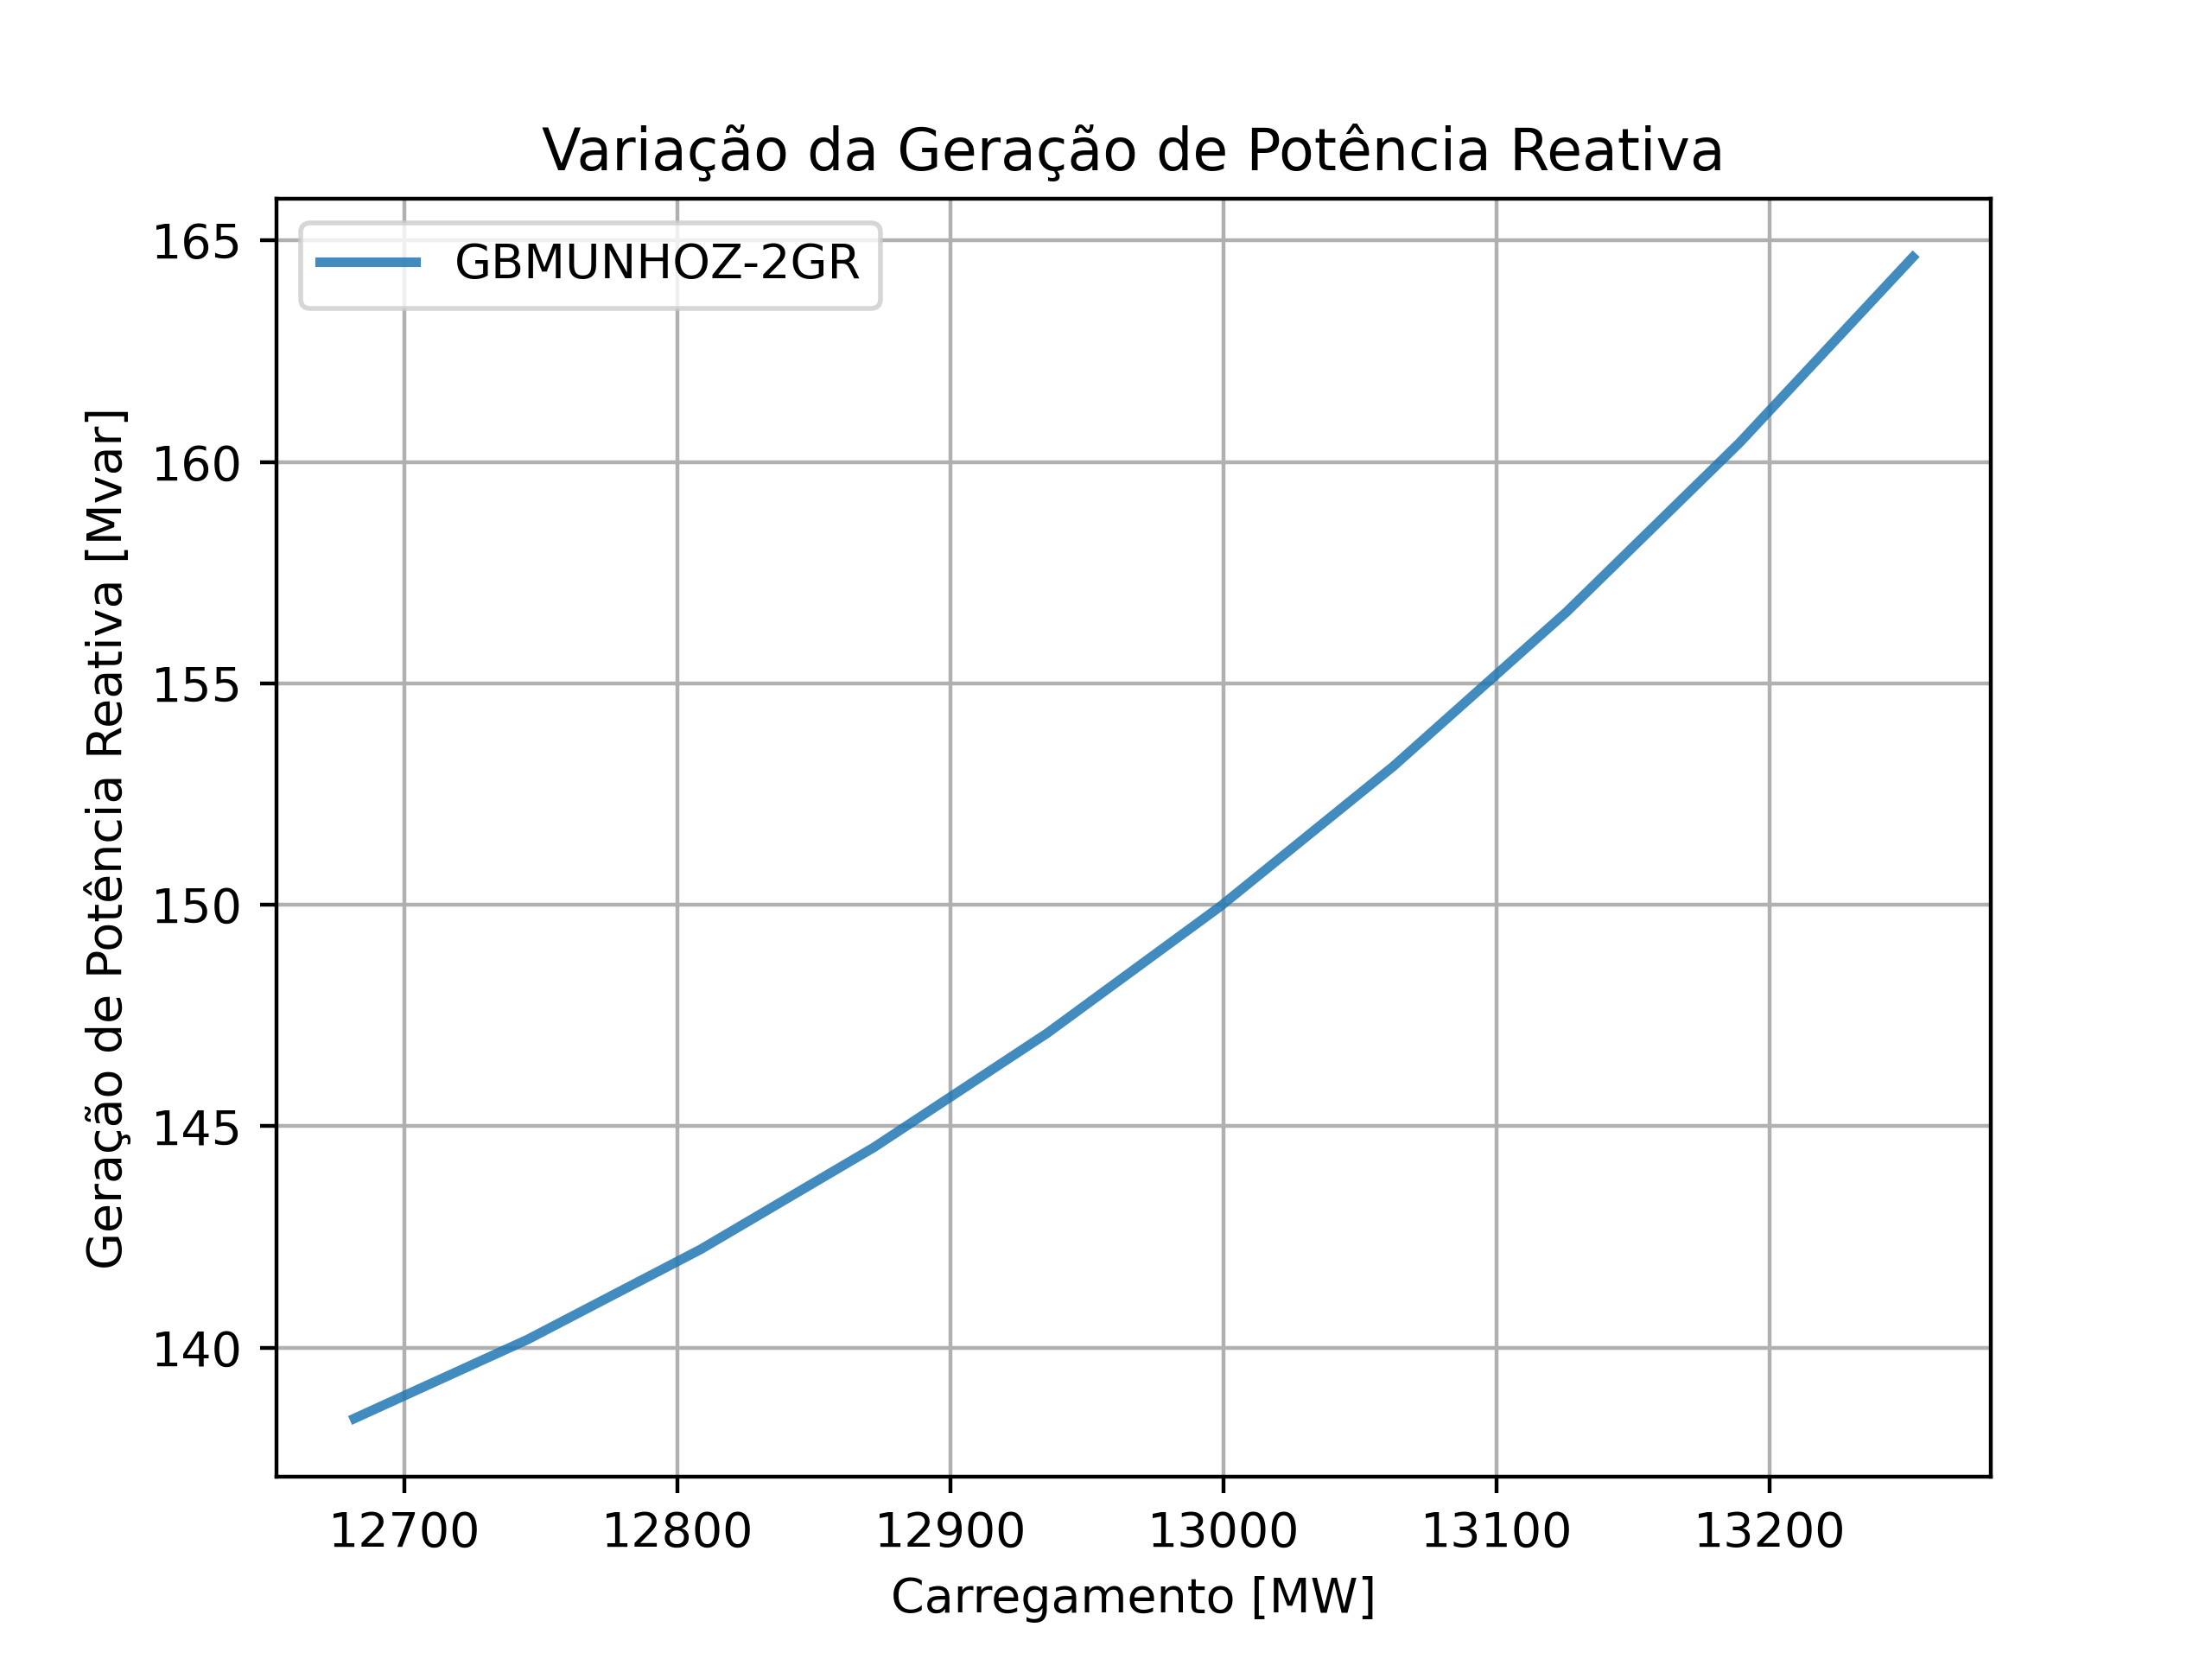 Variação da Geração de Potência Reativa
GBMUNHOZ-2GR
Geração de Potência Reativa [Mvar]
165
160
155
150
145
140
12700 12800 12900 13000 13100 13200
Carregamento [MW]